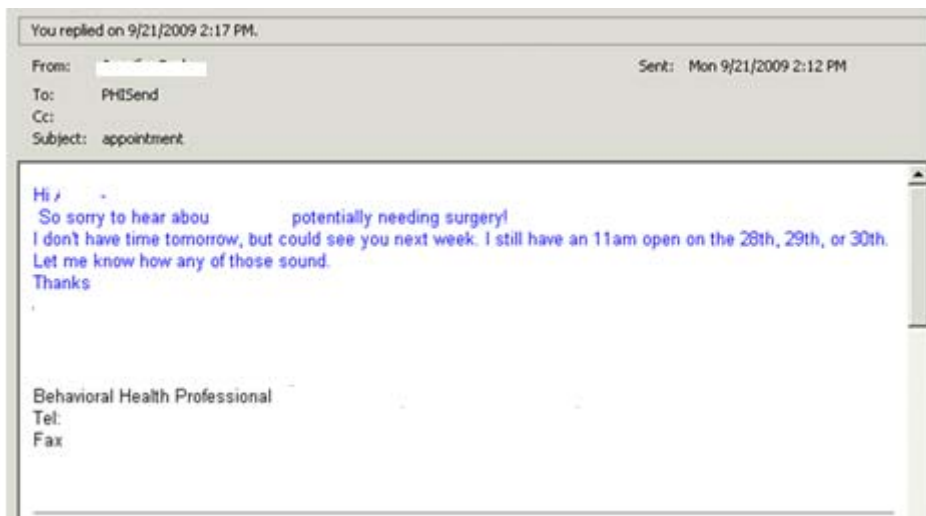 You replied on 9/21/2009 2:17 PM.
From:
Sent: Mon 9/21/2009 2:12 PM
To: PHISend
Cc:
Subject: appointment
Hi
So sorry to hear abou potentially needing surgery!
I don't have time tomorrow, but could see you next week. I still have an 11am open on the 28th, 29th, or 30th.
Let me know how any of those sound.
Thanks
Behavioral Health Professional
Tel:
Fax